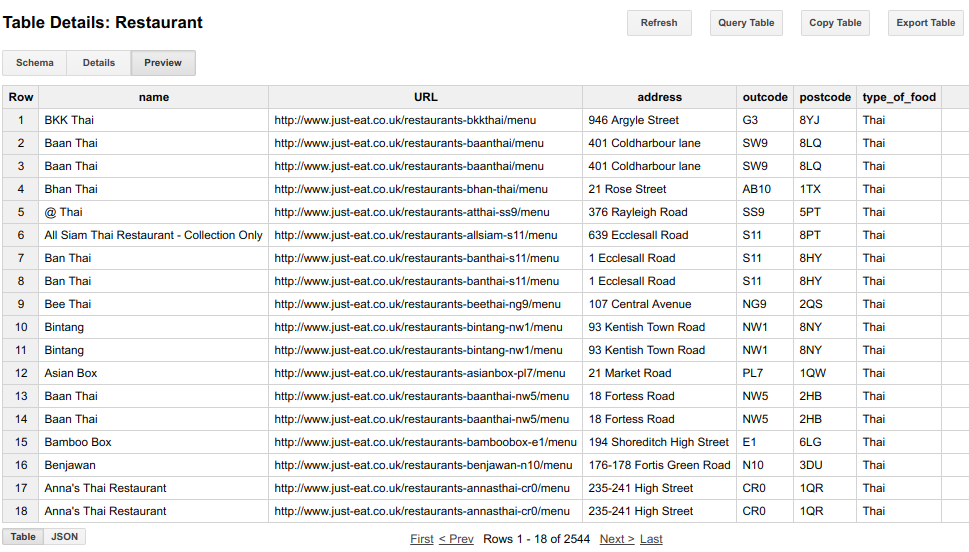 Table Details: Restaurant Refresh Query Table Copy Table Export Table
Schema Details Preview
Row name URL address outcode postcode type_of_food
1 BKK Thai http://www.just-eat.co.uk/restaurants-bkkthai/menu 946 Argyle Street G3 8YJ Thai
2 Baan Thai http://www.just-eat.co.uk/restaurants-baanthai/menu 401 Coldharbour lane SW9 8LQ Thai
3 Baan Thai http://www.just-eat.co.uk/restaurants-baanthai/menu 401 Coldharbour lane SW9 8LQ Thai
4 Bhan Thai http://www.just-eat.co.uk/restaurants-bhan-thai/menu 21 Rose Street AB10 1TX Thai
5 @ Thai http://www.just-eat.co.uk/restaurants-atthai-ss9/menu 376 Rayleigh Road SS9 5PT Thai
6 All Siam Thai Restaurant - Collection Only http://www.just-eat.co.uk/restaurants-allsiam-s11/menu 639 Ecclesall Road S11 8PT Thai
7 Ban Thai http://www.just-eat.co.uk/restaurants-banthai-s11/menu 1 Ecclesall Road S11 8HY Thai
8 Ban Thai http://www.just-eat.co.uk/restaurants-banthai-s11/menu 1 Ecclesall Road S11 8HY Thai
9 Bee Thai http://www.just-eat.co.uk/restaurants-beethai-ng9/menu 107 Central Avenue NG9 2QS Thai
10 Bintang http://www.just-eat.co.uk/restaurants-bintang-nw1/menu 93 Kentish Town Road NW1 8NY Thai
11 Bintang http://www.just-eat.co.uk/restaurants-bintang-nw1/menu 93 Kentish Town Road NW1 8NY Thai
12 Asian Box http://www.just-eat.co.uk/restaurants-asianbox-pl7/menu 21 Market Road PL7 1QW Thai
13 Baan Thai http://www.just-eat.co.uk/restaurants-baanthai-nw5/menu 18 Fortess Road NW5 2HB Thai
14 Baan Thai http://www.just-eat.co.uk/restaurants-baanthai-nw5/menu 18 Fortess Road NW5 2HB Thai
15 Bamboo Box http://www.just-eat.co.uk/restaurants-bamboobox-e1/menu 194 Shoreditch High Street E1 6LG Thai
16 Benjawan http://www.just-eat.co.uk/restaurants-benjawan-n10/menu 176-178 Fortis Green Road N10 3DU Thai
17 Anna's Thai Restaurant http://www.just-eat.co.uk/restaurants-annasthai-cr0/menu 235-241 High Street CR0 1QR Thai
18 Anna's Thai Restaurant http://www.just-eat.co.uk/restaurants-annasthai-cr0/menu 235-241 High Street CR0 1QR Thai
Table JSON First < Prev Rows 1 - 18 of 2544 Next > Last